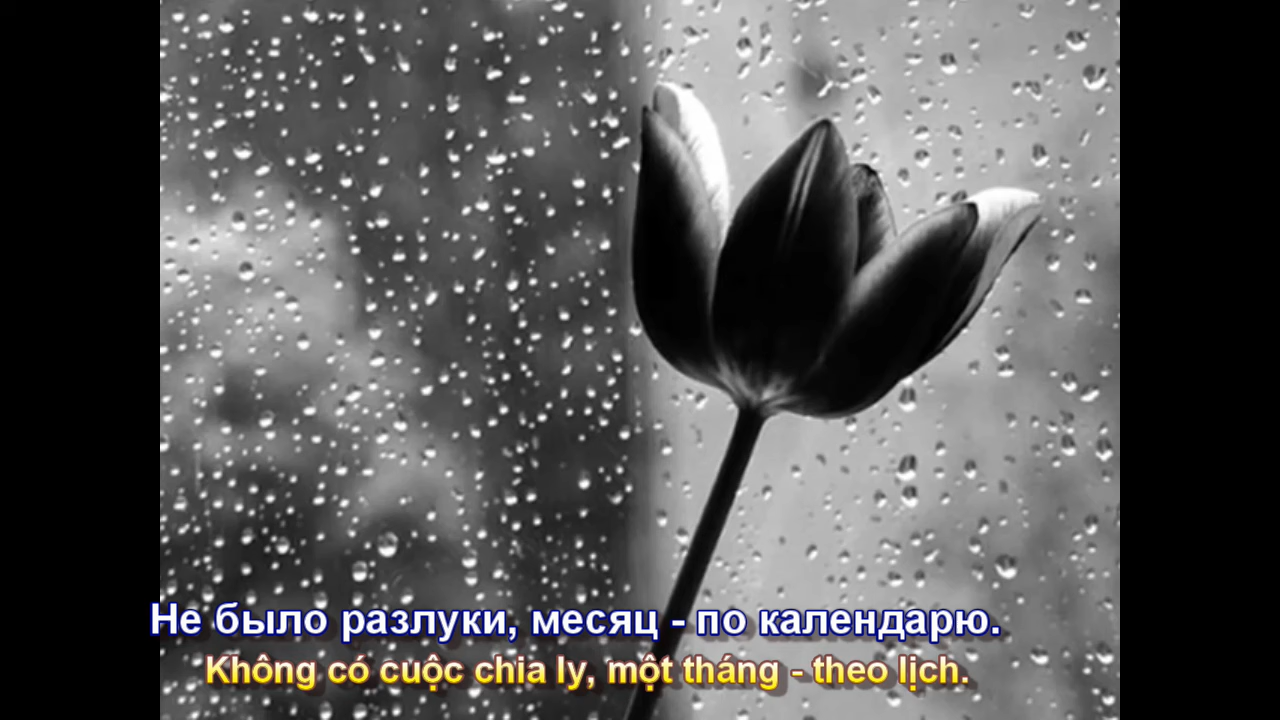 Не было разлуки, месяц - по календарю.
Không có cuộc chia ly, một tháng - theo lịch.